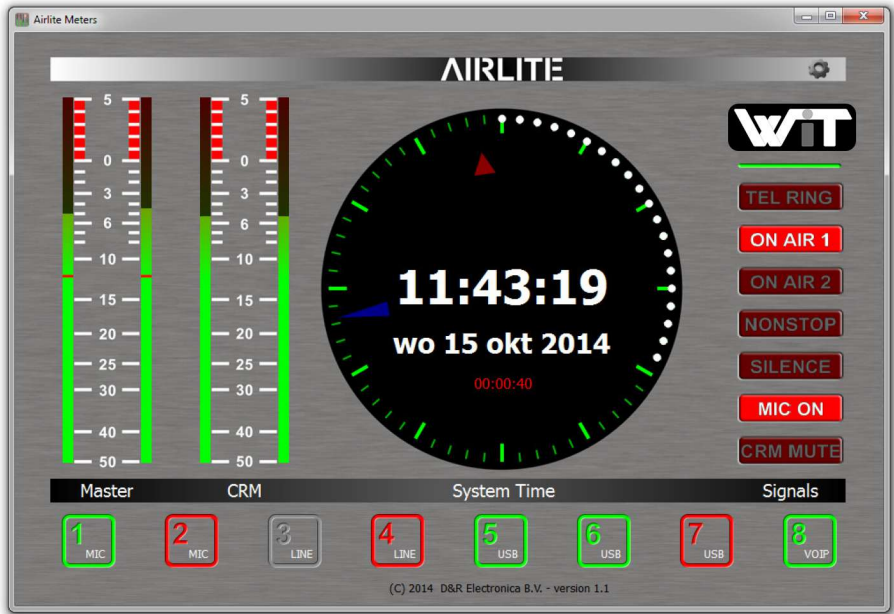 Airlite Meters
AIRLITE
5
0
3
6
10
15
20
25
30
40
50
5
0
3
6
10
15
20
25
30
40
50
11:43:19
wo 15 okt 2014
00:00:40
WiT
TEL RING
ON AIR 1
ON AIR 2
NONSTOP
SILENCE
MIC ON
CRM MUTE
Master CRM System Time Signals
1 MIC 2 MIC 3 LINE 4 LINE 5 USB 6 USB 7 USB 8 VOIP
(C) 2014 D&R Electronica B.V. - version 1.1